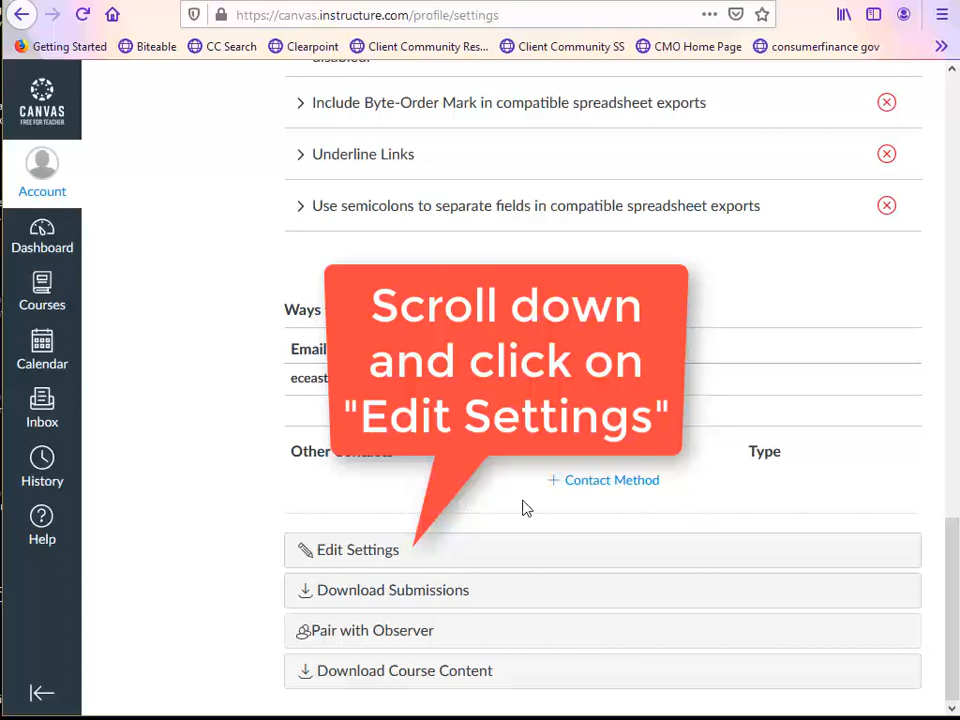 https://canvas.instructure.com/profile/settings
Getting Started
Biteable
CC Search
Clearpoint
Client Community Res...
Client Community SS
CMO Home Page
consumerfinance gov
CANVAS
FREE FOR TEACHER
Account
Dashboard
Courses
Calendar
Inbox
History
Help
Include Byte-Order Mark in compatible spreadsheet exports
Underline Links
Use semicolons to separate fields in compatible spreadsheet exports
Ways
Email
eceast
Scroll down
and click on
"Edit Settings"
Other
Type
+ Contact Method
Edit Settings
Download Submissions
Pair with Observer
Download Course Content